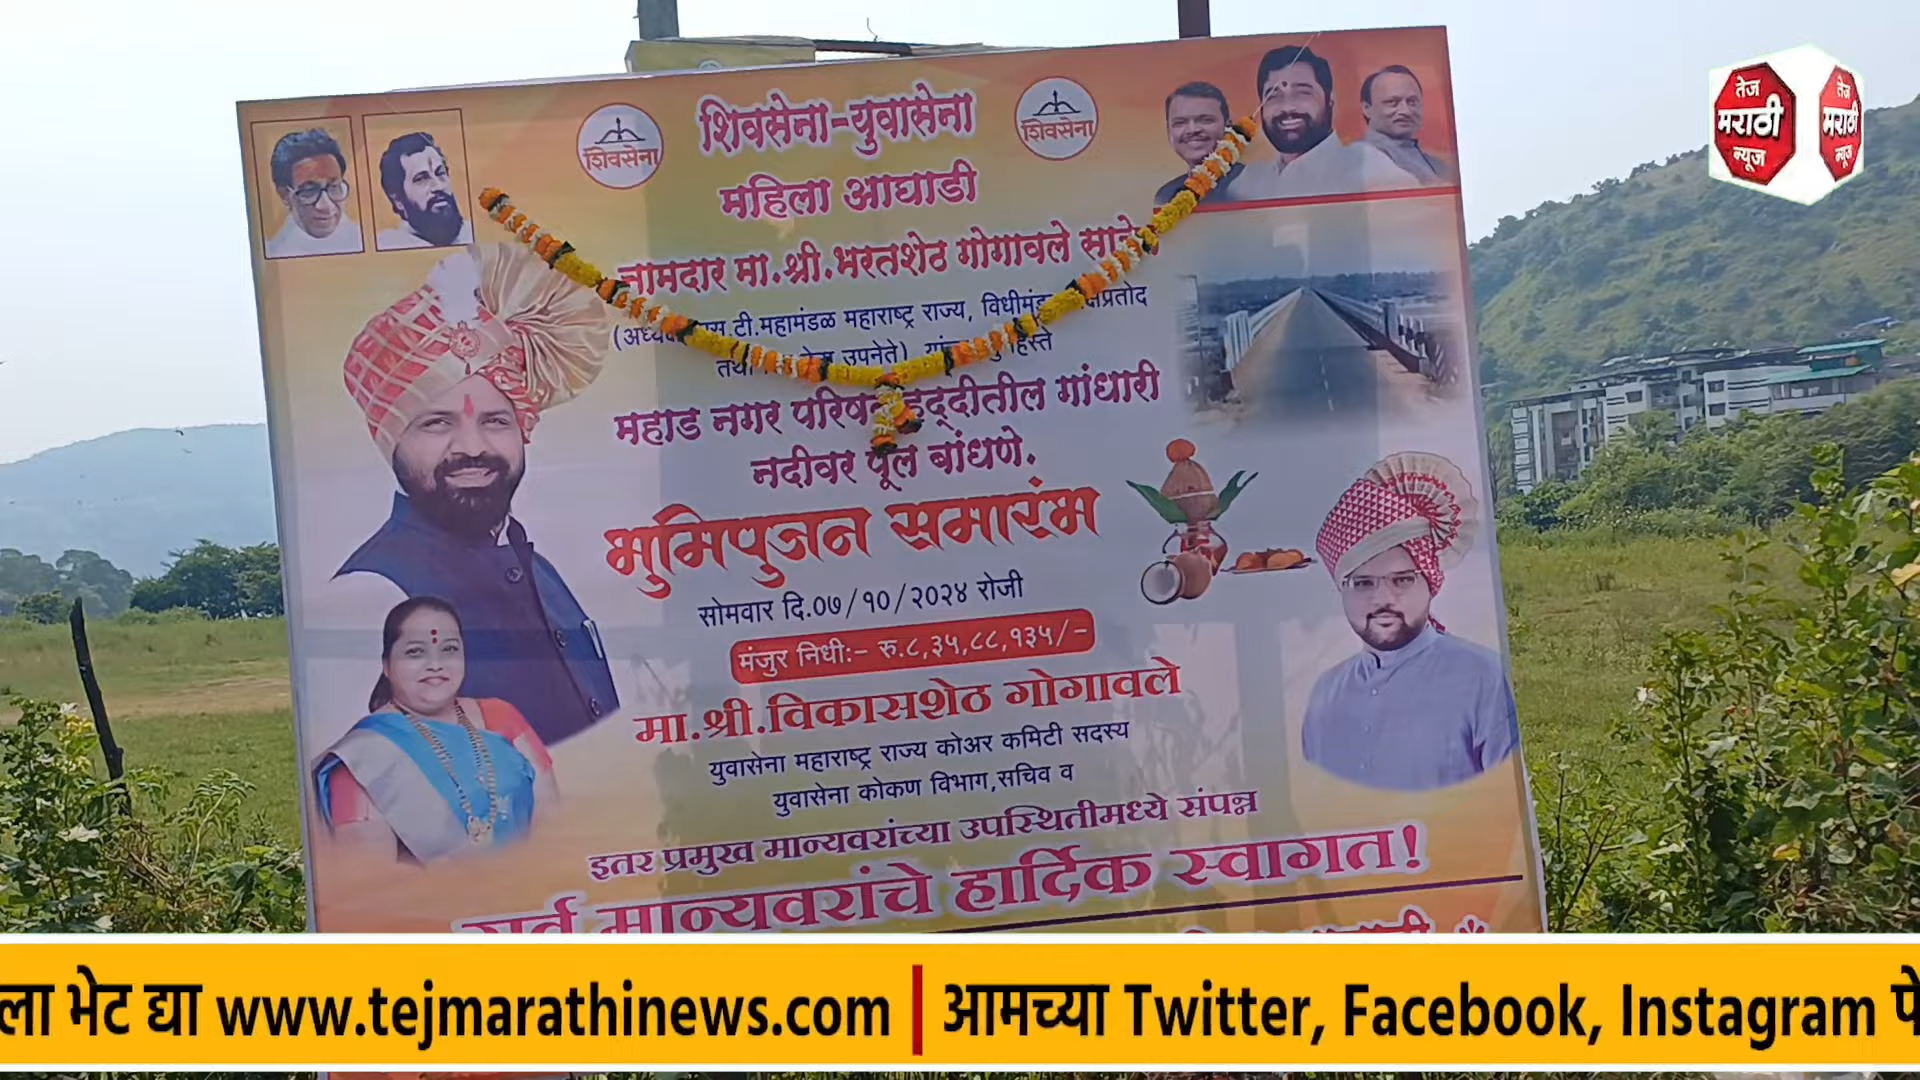 शिवसेना-युवासेना
शिवसेना
शिवसेना
महिला आघाडी
नामदार मा.श्री.भरतशेठ गोगावले
टी.महामंडळ महाराष्ट्र राज्य,
उपनेते)
हस्ते
महाड नगर हद्दीतील गांधारी
नदीवर पूल बांधणे.
भुमिपुजन समारंभ
सोमवार दि.०७/१०/२०२४ रोजी
मंजुर निधी:- रु.८,३५,८८,१३५/-
मा.श्री.विकासशेठ गोगावले
युवासेना महाराष्ट्र राज्य कोअर कमिटी सदस्य
युवासेना कोकण विभाग,सचिव व
इतर प्रमुख मान्यवरांच्या उपस्थितीमध्ये संपन्न
सर्व मान्यवरांचे हार्दिक स्वागत!
तेज
मराठी
न्यूज
तेज
मराठी
न्यूज
ला भेट द्या www.tejmarathinews.com | आमच्या Twitter, Facebook, Instagram पे